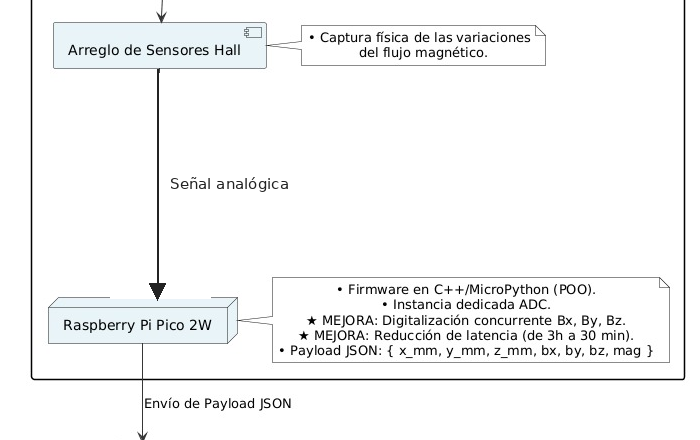 Arreglo de Sensores Hall
• Captura física de las variaciones
del flujo magnético.
Señal analógica
Raspberry Pi Pico 2W
• Firmware en C++/MicroPython (POO).
• Instancia dedicada ADC.
★ MEJORA: Digitalización concurrente Bx, By, Bz.
★ MEJORA: Reducción de latencia (de 3h a 30 min).
• Payload JSON: { x_mm, y_mm, z_mm, bx, by, bz, mag }
Envío de Payload JSON